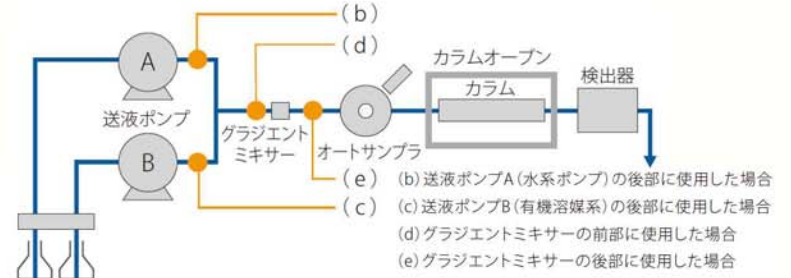 (b)
(d)
A
送液ポンプ
B
グラジエント
ミキサー
オートサンプラ
カラムオーブン
カラム
検出器
(e)
(c)
(b)送液ポンプA(水系ポンプ)の後部に使用した場合
(c)送液ポンプB(有機溶媒系)の後部に使用した場合
(d)グラジエントミキサーの前部に使用した場合
(e)グラジエントミキサーの後部に使用した場合